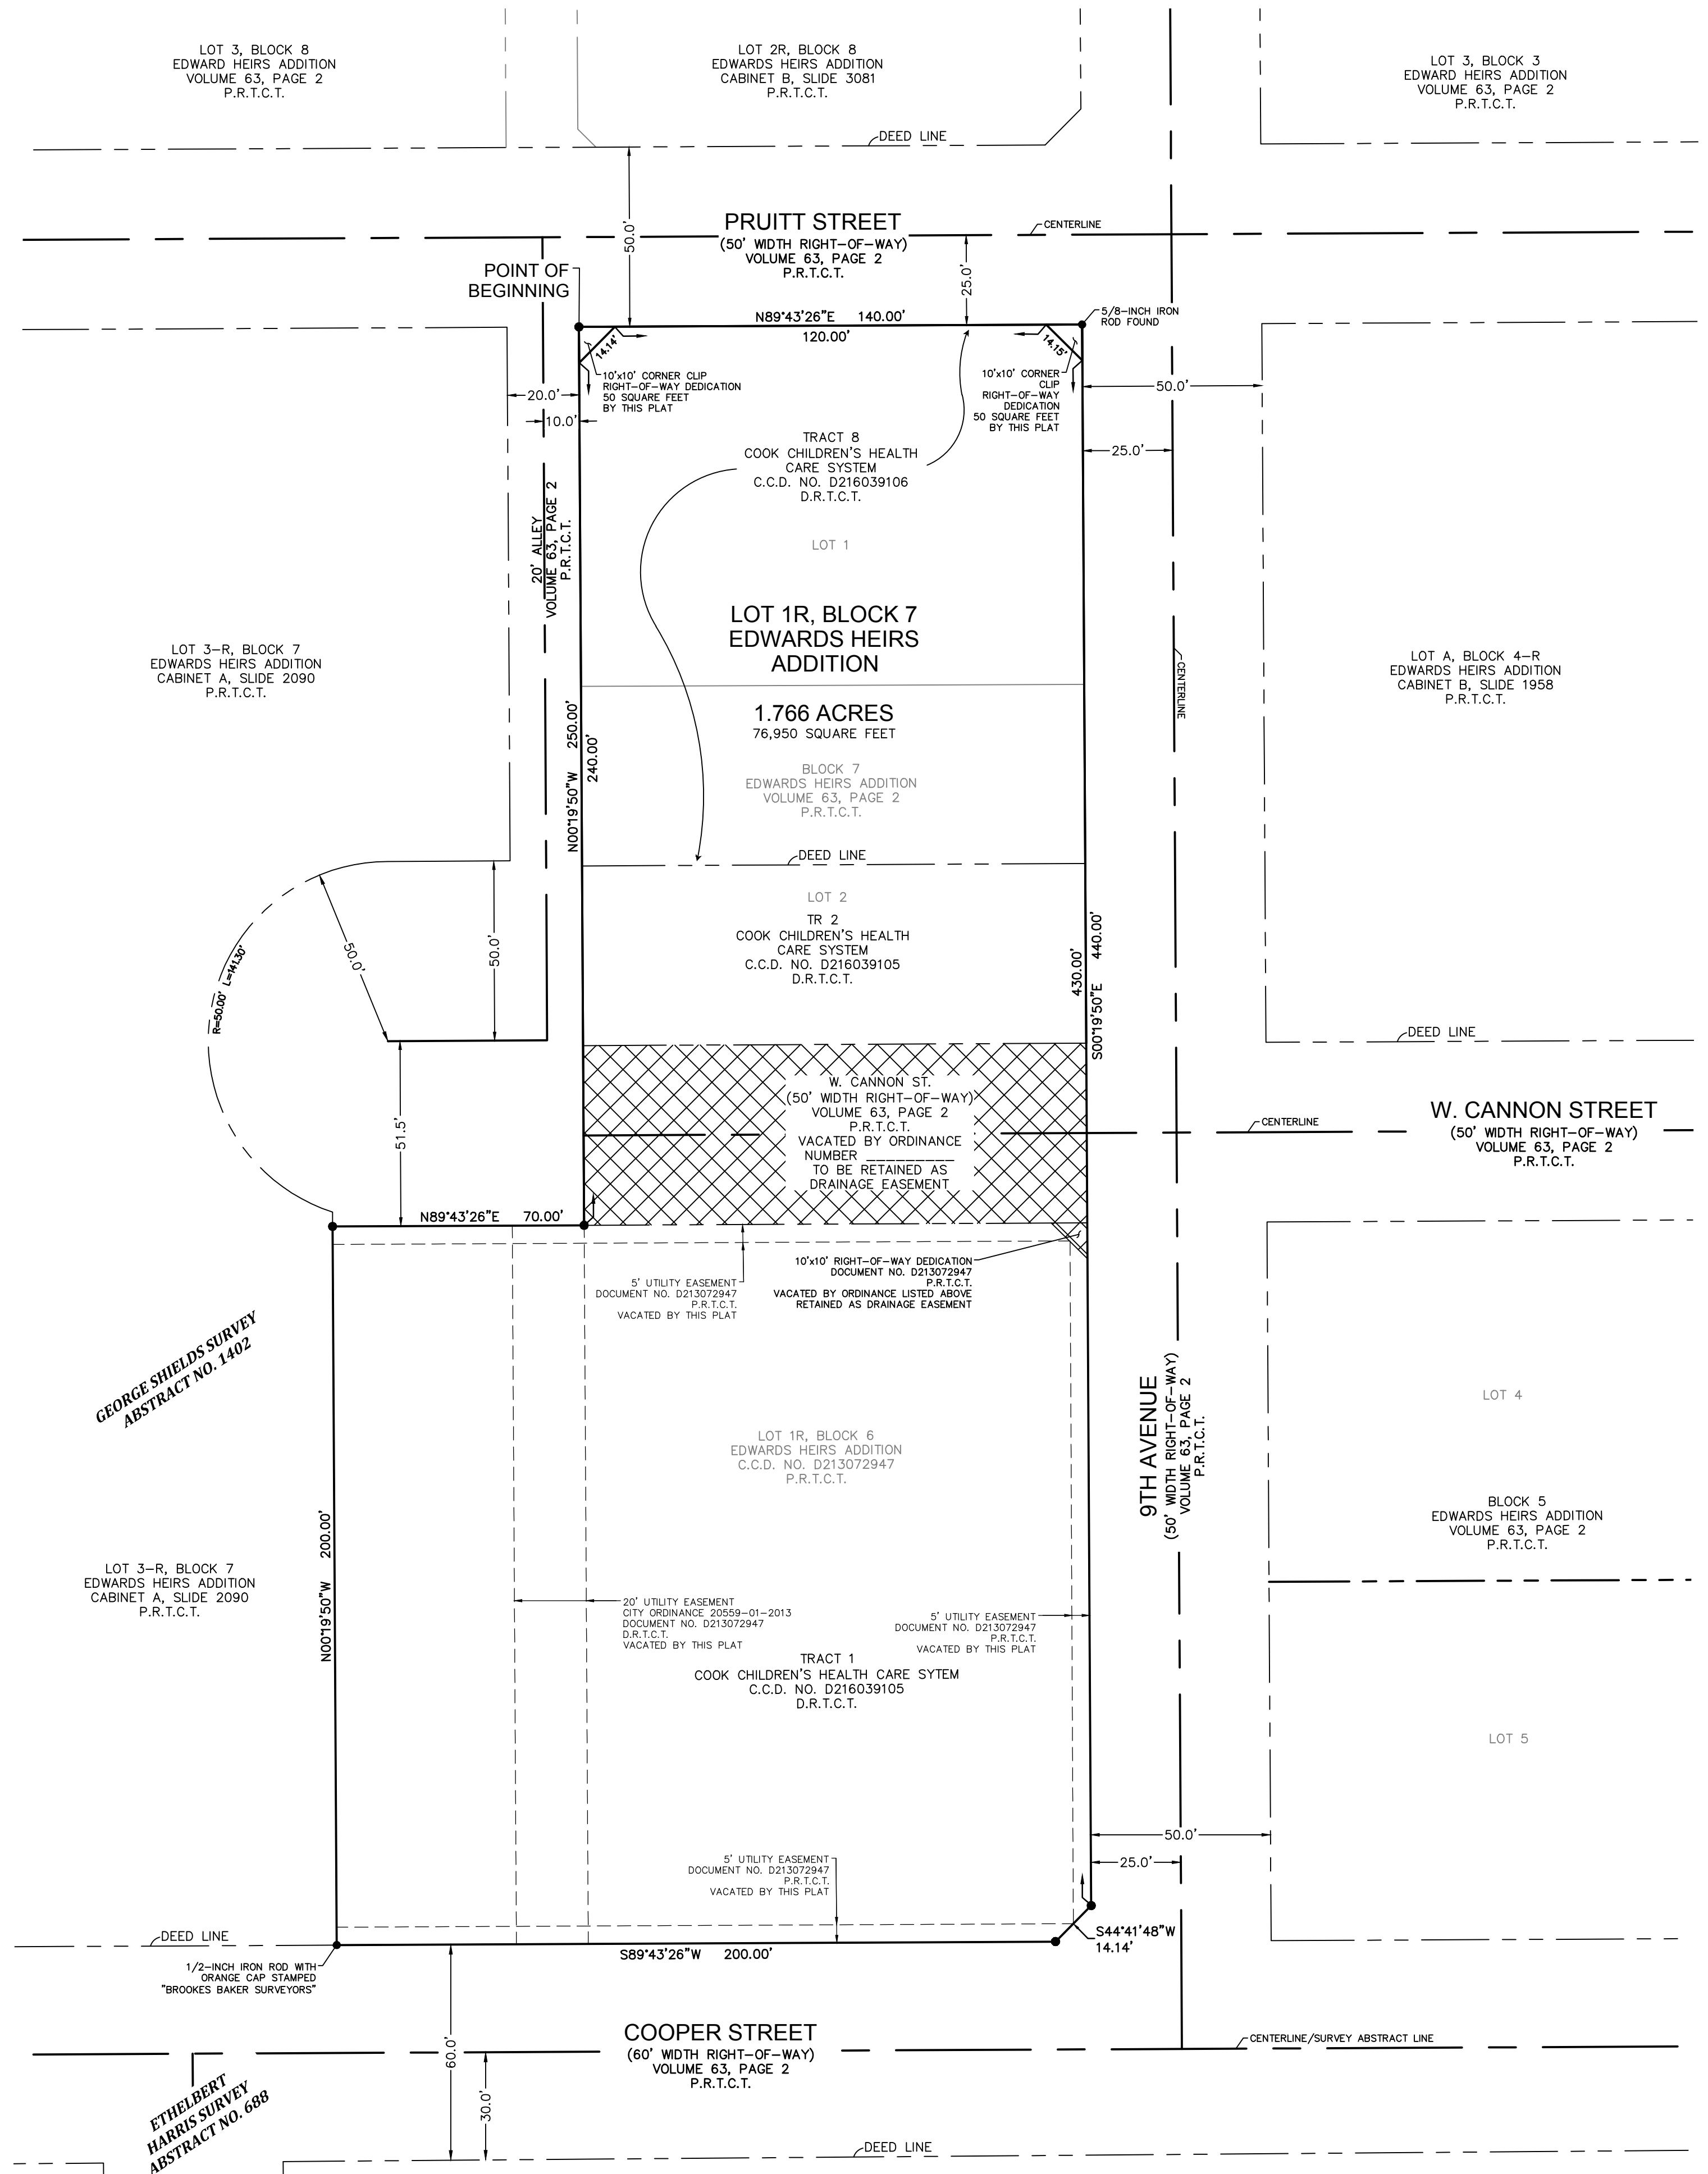 LOT 3, BLOCK 8
EDWARD HEIRS ADDITION
VOLUME 63, PAGE 2
P.R.T.C.T.
LOT 2R, BLOCK 8
EDWARDS HEIRS ADDITION
CABINET B, SLIDE 3081
P.R.T.C.T.
LOT 3, BLOCK 3
EDWARD HEIRS ADDITION
VOLUME 63, PAGE 2
P.R.T.C.T.
DEED LINE
50.0'
PRUITT STREET
(50' WIDTH RIGHT-OF-WAY)
VOLUME 63, PAGE 2
P.R.T.C.T.
CENTERLINE
25.0'
POINT OF
BEGINNING
N89°43'26"E 140.00'
120.00'
5/8-INCH IRON
ROD FOUND
14.14'
14.15'
10'x10' CORNER CLIP
RIGHT-OF-WAY DEDICATION
50 SQUARE FEET
BY THIS PLAT
10'x10' CORNER
CLIP
RIGHT-OF-WAY
DEDICATION
50 SQUARE FEET
BY THIS PLAT
20.0'
10.0'
50.0'
25.0'
TRACT 8
COOK CHILDREN'S HEALTH
CARE SYSTEM
C.C.D. NO. D216039106
D.R.T.C.T.
20' ALLEY
VOLUME 63, PAGE 2
P.R.T.C.T.
LOT 1
LOT 1R, BLOCK 7
EDWARDS HEIRS
ADDITION
LOT 3-R, BLOCK 7
EDWARDS HEIRS ADDITION
CABINET A, SLIDE 2090
P.R.T.C.T.
LOT A, BLOCK 4-R
EDWARDS HEIRS ADDITION
CABINET B, SLIDE 1958
P.R.T.C.T.
CENTERLINE
1.766 ACRES
76,950 SQUARE FEET
N00°19'50"W 250.00'
240.00'
BLOCK 7
EDWARDS HEIRS ADDITION
VOLUME 63, PAGE 2
P.R.T.C.T.
DEED LINE
LOT 2
TR 2
COOK CHILDREN'S HEALTH
CARE SYSTEM
C.C.D. NO. D216039105
D.R.T.C.T.
430.00'
S00°19'50"E 440.00'
50.0'
50.0'
R=50.00' L=141.30'
DEED LINE
51.5'
W. CANNON ST.
(50' WIDTH RIGHT-OF-WAY)
VOLUME 63, PAGE 2
P.R.T.C.T.
VACATED BY ORDINANCE
NUMBER _________
TO BE RETAINED AS
DRAINAGE EASEMENT
CENTERLINE
W. CANNON STREET
(50' WIDTH RIGHT-OF-WAY)
VOLUME 63, PAGE 2
P.R.T.C.T.
N89°43'26"E 70.00'
5' UTILITY EASEMENT
DOCUMENT NO. D213072947
P.R.T.C.T.
VACATED BY THIS PLAT
10'x10' RIGHT-OF-WAY DEDICATION
DOCUMENT NO. D213072947
P.R.T.C.T.
VACATED BY ORDINANCE LISTED ABOVE
RETAINED AS DRAINAGE EASEMENT
GEORGE SHIELDS SURVEY
ABSTRACT NO. 1402
9TH AVENUE
(50' WIDTH RIGHT-OF-WAY)
VOLUME 63, PAGE 2
P.R.T.C.T.
LOT 4
LOT 1R, BLOCK 6
EDWARDS HEIRS ADDITION
C.C.D. NO. D213072947
P.R.T.C.T.
BLOCK 5
EDWARDS HEIRS ADDITION
VOLUME 63, PAGE 2
P.R.T.C.T.
N00°19'50"W 200.00'
LOT 3-R, BLOCK 7
EDWARDS HEIRS ADDITION
CABINET A, SLIDE 2090
P.R.T.C.T.
20' UTILITY EASEMENT
CITY ORDINANCE 20559-01-2013
DOCUMENT NO. D213072947
D.R.T.C.T.
VACATED BY THIS PLAT
5' UTILITY EASEMENT
DOCUMENT NO. D213072947
P.R.T.C.T.
VACATED BY THIS PLAT
TRACT 1
COOK CHILDREN'S HEALTH CARE SYTEM
C.C.D. NO. D216039105
D.R.T.C.T.
LOT 5
50.0'
25.0'
5' UTILITY EASEMENT
DOCUMENT NO. D213072947
P.R.T.C.T.
VACATED BY THIS PLAT
DEED LINE
S89°43'26"W 200.00'
S44°41'48"W
14.14'
1/2-INCH IRON ROD WITH
ORANGE CAP STAMPED
"BROOKES BAKER SURVEYORS"
COOPER STREET
(60' WIDTH RIGHT-OF-WAY)
VOLUME 63, PAGE 2
P.R.T.C.T.
CENTERLINE/SURVEY ABSTRACT LINE
60.0'
30.0'
ETHELBERT
HARRIS SURVEY
ABSTRACT NO. 688
DEED LINE